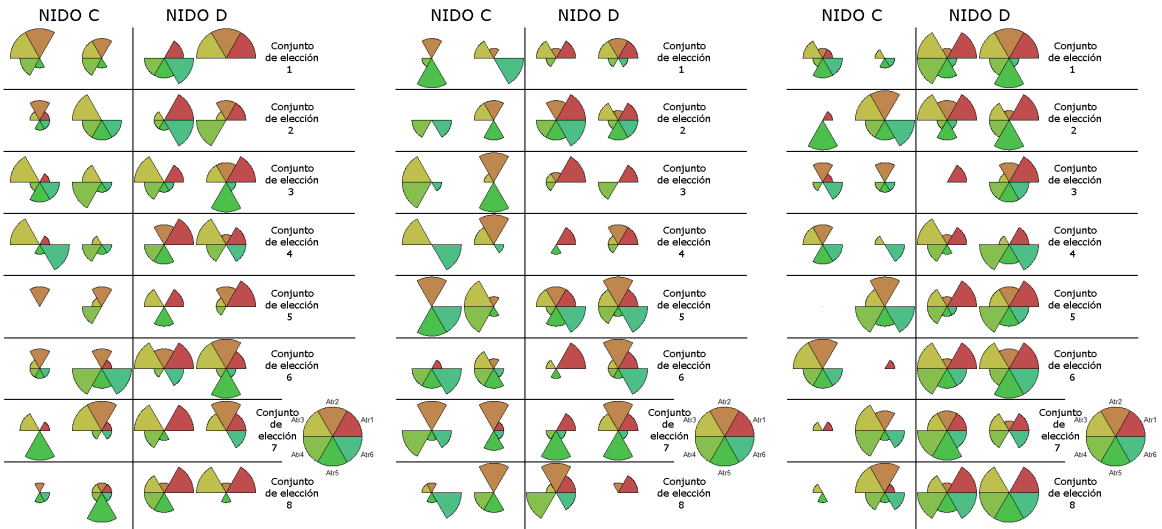 NIDO C NIDO D
Conjunto
de elección
1
Conjunto
de elección
2
Conjunto
de elección
3
Conjunto
de elección
4
Conjunto
de elección
5
Conjunto
de elección
6
Conjunto
de
elección
7
Atr2
Atr3 Atr1
Atr4 Atr6
Atr5
Conjunto
de elección
8
NIDO C NIDO D
Conjunto
de elección
1
Conjunto
de elección
2
Conjunto
de elección
3
Conjunto
de elección
4
Conjunto
de elección
5
Conjunto
de elección
6
Conjunto
de
elección
7
Atr2
Atr3 Atr1
Atr4 Atr6
Atr5
Conjunto
de elección
8
NIDO C NIDO D
Conjunto
de elección
1
Conjunto
de elección
2
Conjunto
de elección
3
Conjunto
de elección
4
Conjunto
de elección
5
Conjunto
de elección
6
Conjunto
de
elección
7
Atr2
Atr3 Atr1
Atr4 Atr6
Atr5
Conjunto
de elección
8